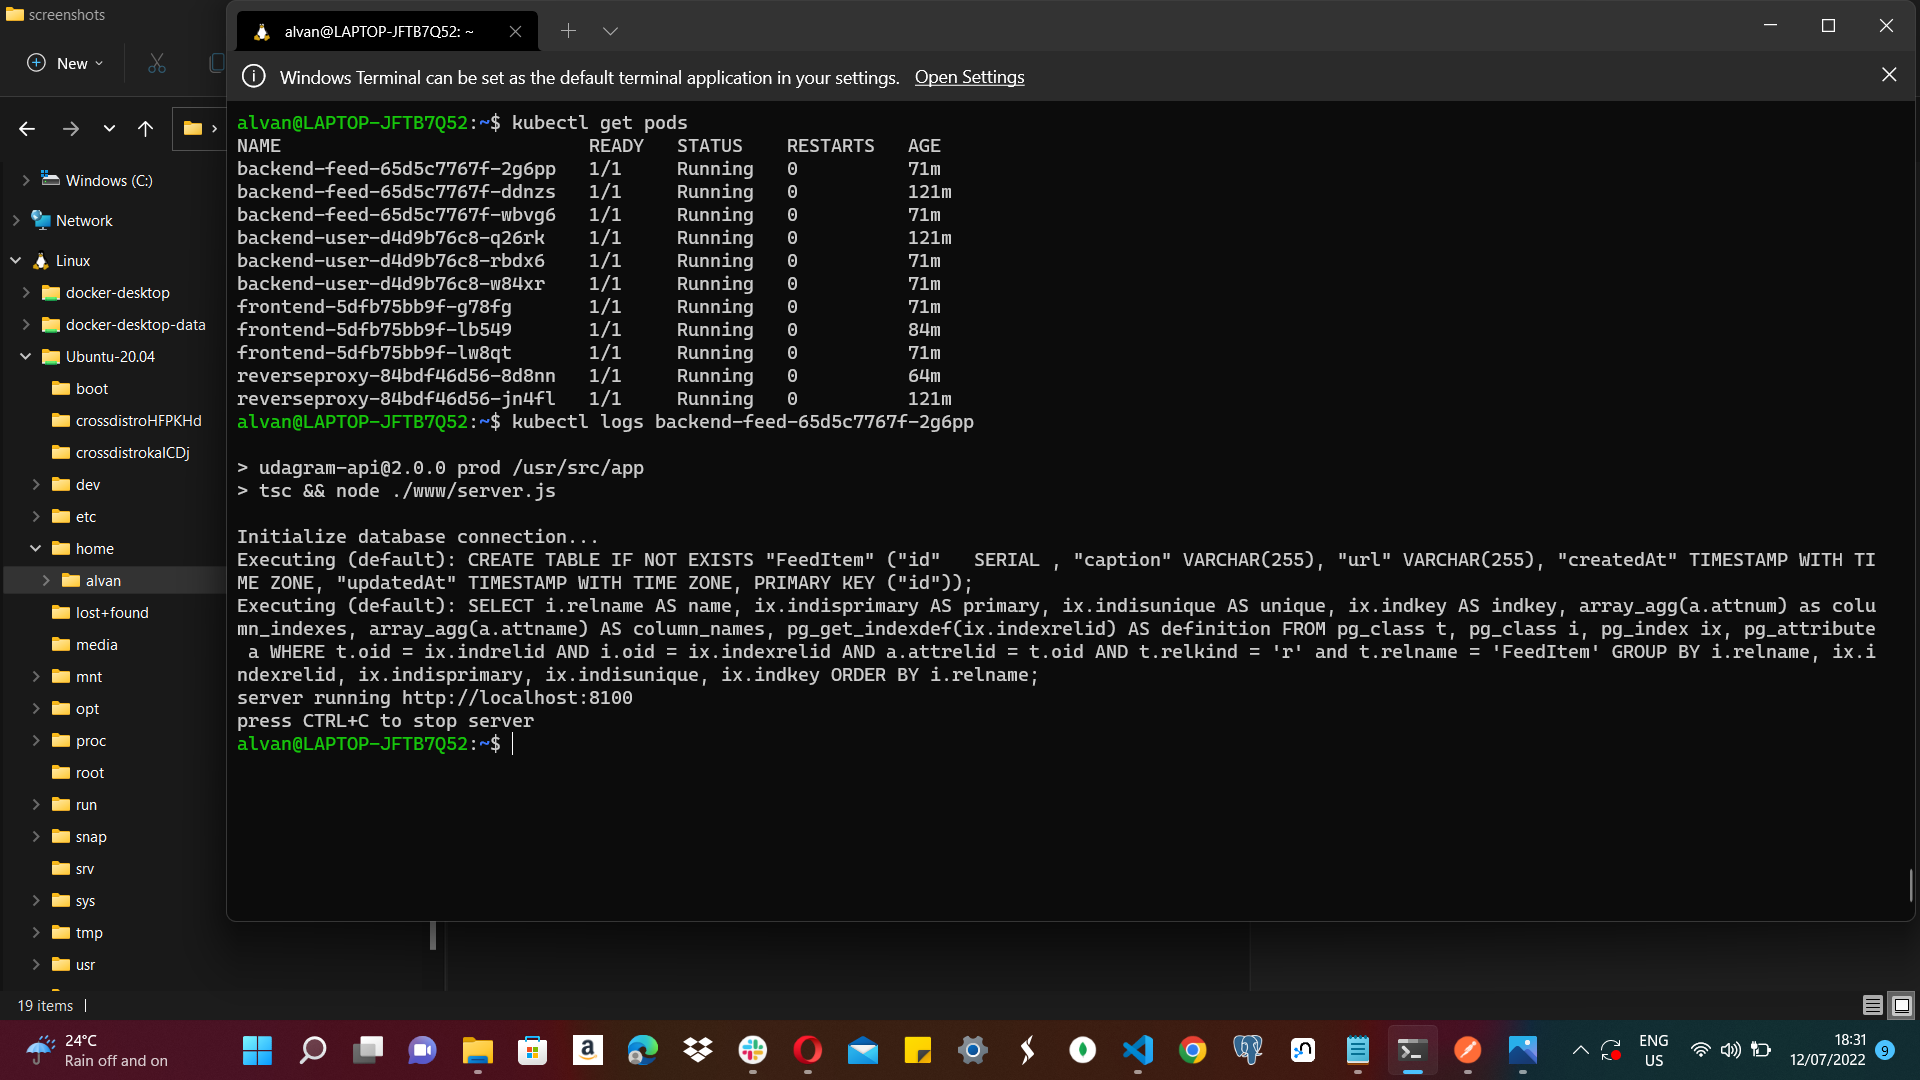 screenshots
New
Windows (C:)
Network
Linux
docker-desktop
docker-desktop-data
Ubuntu-20.04
boot
crossdistroHFPKHd
crossdistrokaICDj
dev
etc
home
alvan
lost+found
media
mnt
opt
proc
root
run
snap
srv
sys
tmp
usr
19 items
alvan@LAPTOP-JFTB7Q52: ~
Windows Terminal can be set as the default terminal application in your settings. Open Settings
alvan@LAPTOP-JFTB7Q52:~$ kubectl get pods
NAME READY STATUS RESTARTS AGE
backend-feed-65d5c7767f-2g6pp 1/1 Running 0 71m
backend-feed-65d5c7767f-ddnzs 1/1 Running 0 121m
backend-feed-65d5c7767f-wbvg6 1/1 Running 0 71m
backend-user-d4d9b76c8-q26rk 1/1 Running 0 121m
backend-user-d4d9b76c8-rbdx6 1/1 Running 0 71m
backend-user-d4d9b76c8-w84xr 1/1 Running 0 71m
frontend-5dfb75bb9f-g78fg 1/1 Running 0 71m
frontend-5dfb75bb9f-lb549 1/1 Running 0 84m
frontend-5dfb75bb9f-lw8qt 1/1 Running 0 71m
reverseproxy-84bdf46d56-8d8nn 1/1 Running 0 64m
reverseproxy-84bdf46d56-jn4fl 1/1 Running 0 121m
alvan@LAPTOP-JFTB7Q52:~$ kubectl logs backend-feed-65d5c7767f-2g6pp
> udagram-api@2.0.0 prod /usr/src/app
> tsc && node ./www/server.js
Initialize database connection...
Executing (default): CREATE TABLE IF NOT EXISTS "FeedItem" ("id"   SERIAL , "caption" VARCHAR(255), "url" VARCHAR(255), "createdAt" TIMESTAMP WITH TI
ME ZONE, "updatedAt" TIMESTAMP WITH TIME ZONE, PRIMARY KEY ("id"));
Executing (default): SELECT i.relname AS name, ix.indisprimary AS primary, ix.indisunique AS unique, ix.indkey AS indkey, array_agg(a.attnum) as colu
mn_indexes, array_agg(a.attname) AS column_names, pg_get_indexdef(ix.indexrelid) AS definition FROM pg_class t, pg_class i, pg_index ix, pg_attribute
 a WHERE t.oid = ix.indrelid AND i.oid = ix.indexrelid AND a.attrelid = t.oid AND t.relkind = 'r' and t.relname = 'FeedItem' GROUP BY i.relname, ix.i
ndexrelid, ix.indisprimary, ix.indisunique, ix.indkey ORDER BY i.relname;
server running http://localhost:8100
press CTRL+C to stop server
alvan@LAPTOP-JFTB7Q52:~$
24°C
Rain off and on
ENG
US
18:31
12/07/2022
9